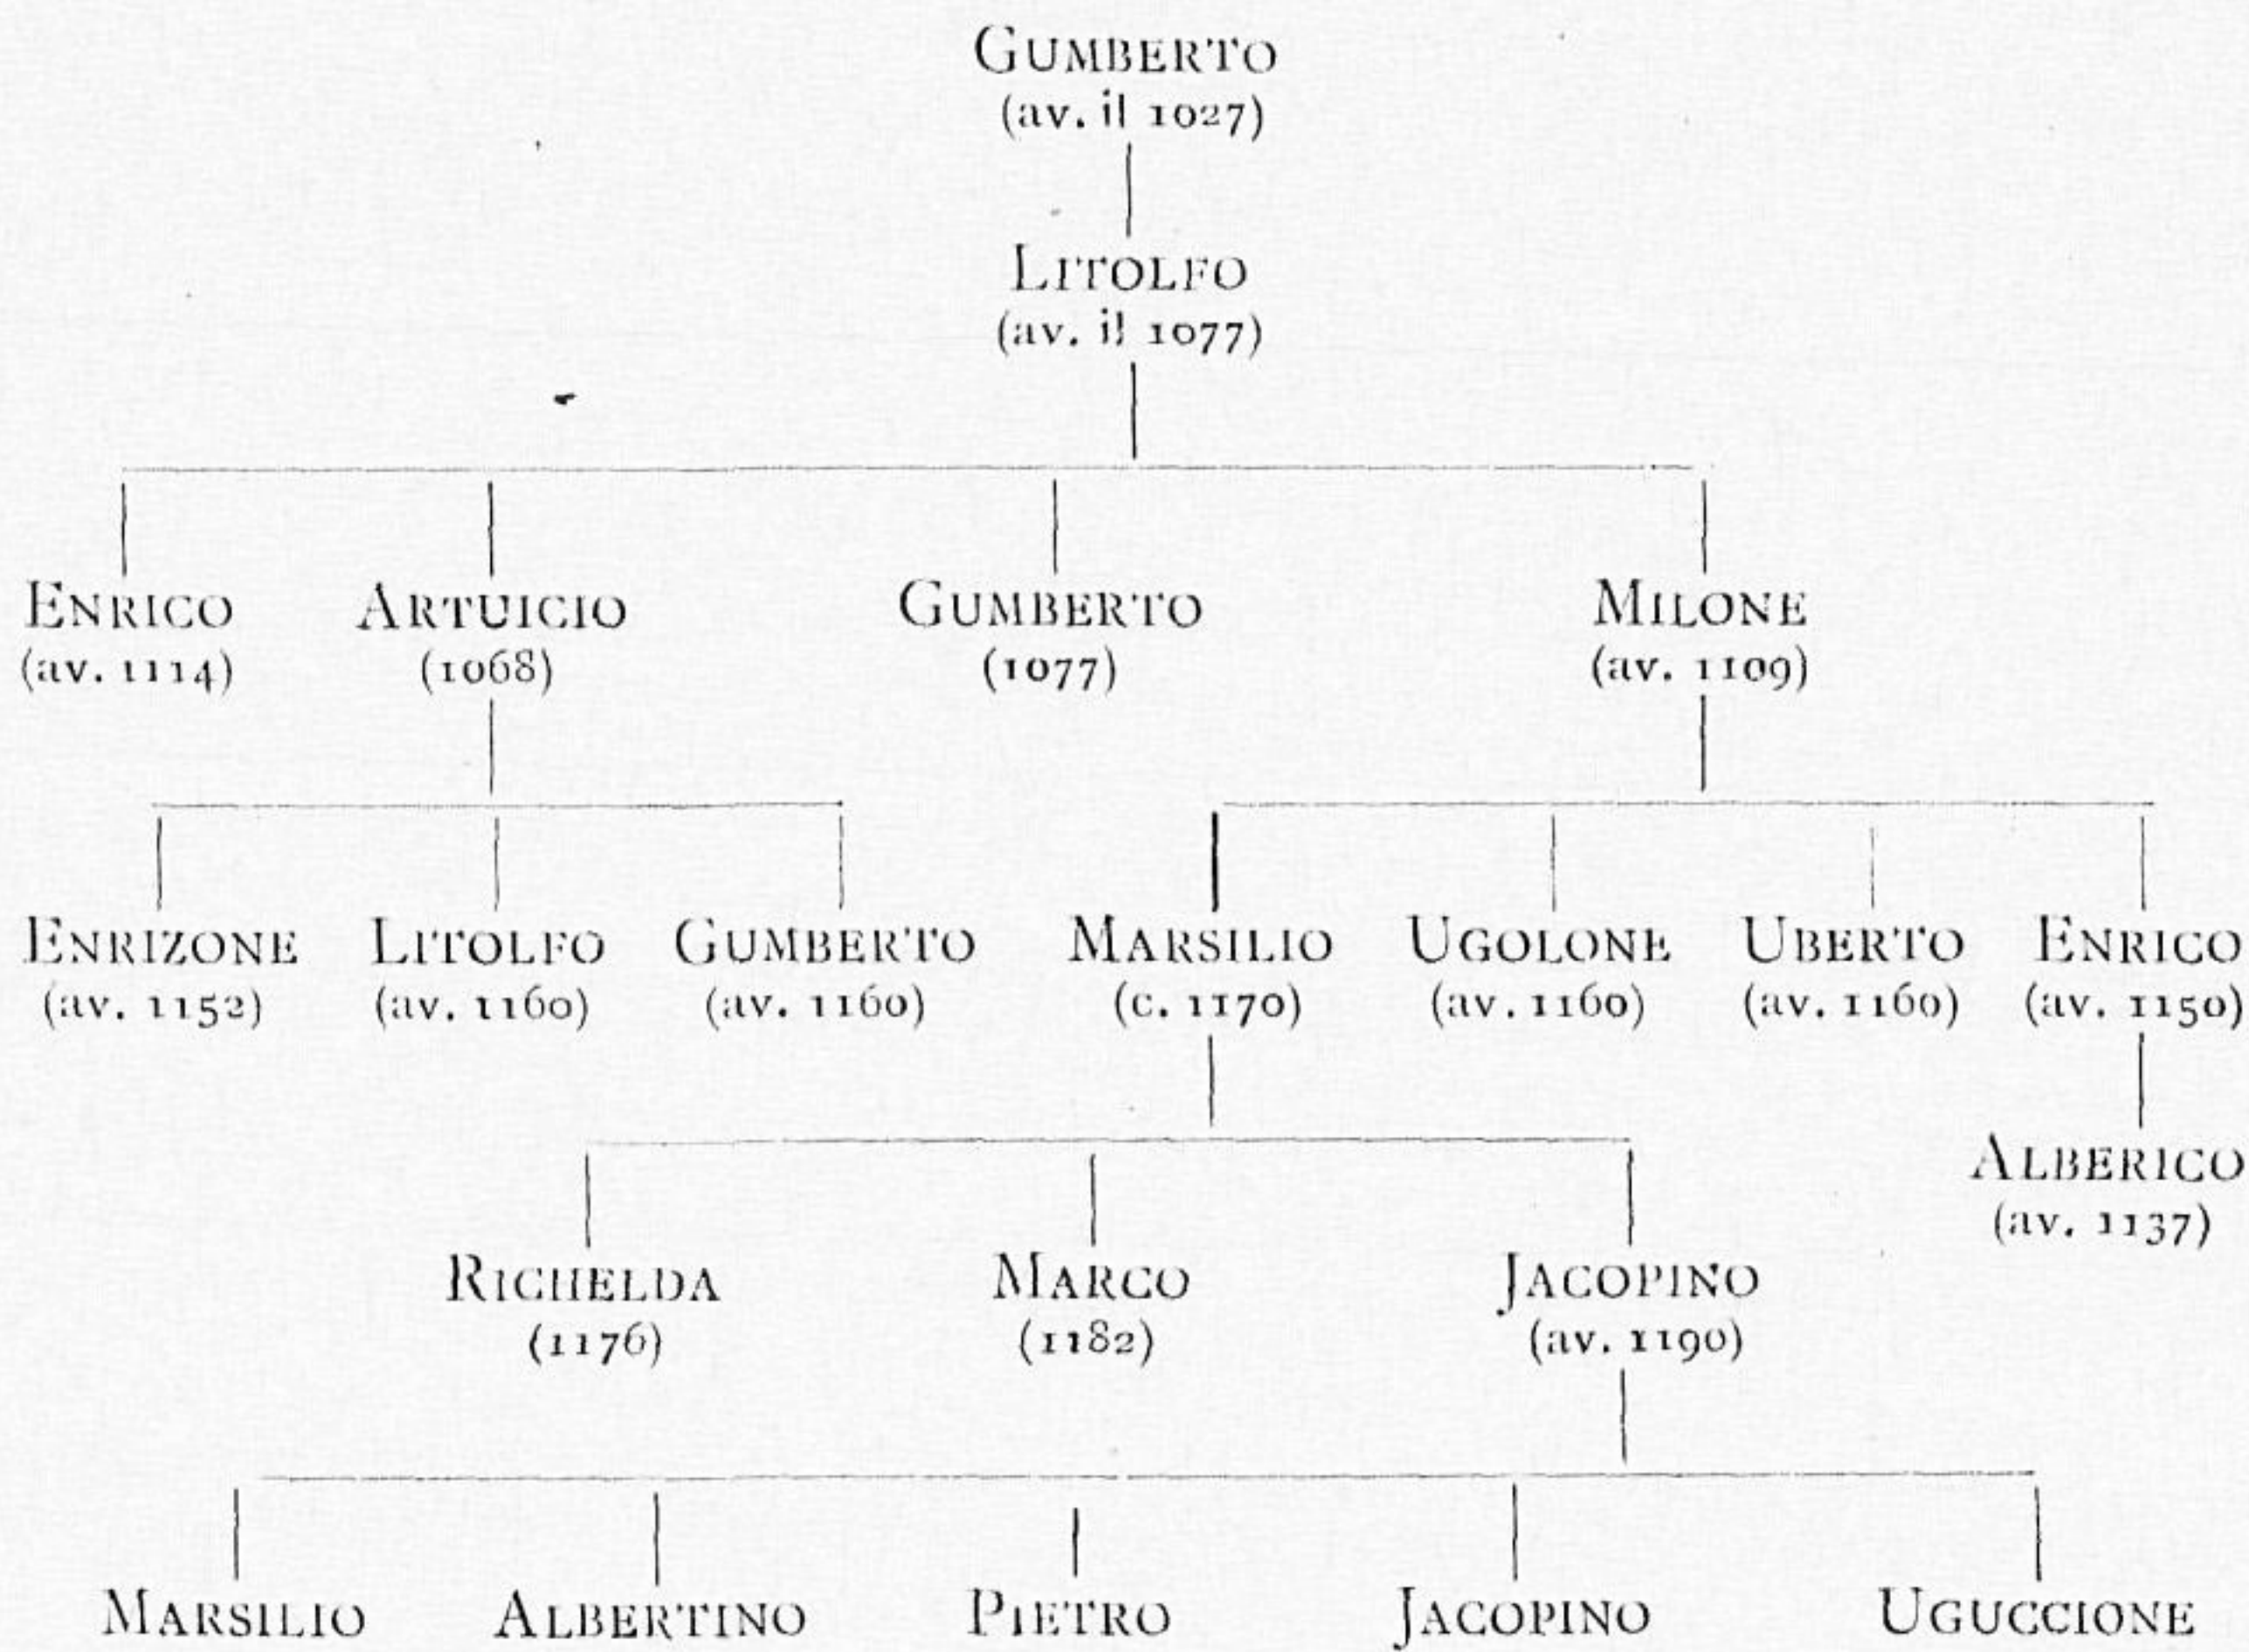 GUMBERTO
(av. il 1027)
LITOLFO
(av. il 1077)
ENRICO ARTUICIO GUMBERTO MILONE
(av. 1114) (1068) (1077) (av. 1109)
ENRIZONE LITOLFO GUMBERTO MARSILIO UGOLONE UBERTO ENRICO
(av. 1152) (av. 1160) (av. 1160) (c. 1170) (av. 1160) (av. 1160) (av. 1150)
ALBERICO
(av. 1137)
RICHELDA MARCO JACOPINO
(1176) (1182) (av. 1190)
MARSILIO ALBERTINO PIETRO JACOPINO UGUCCIONE